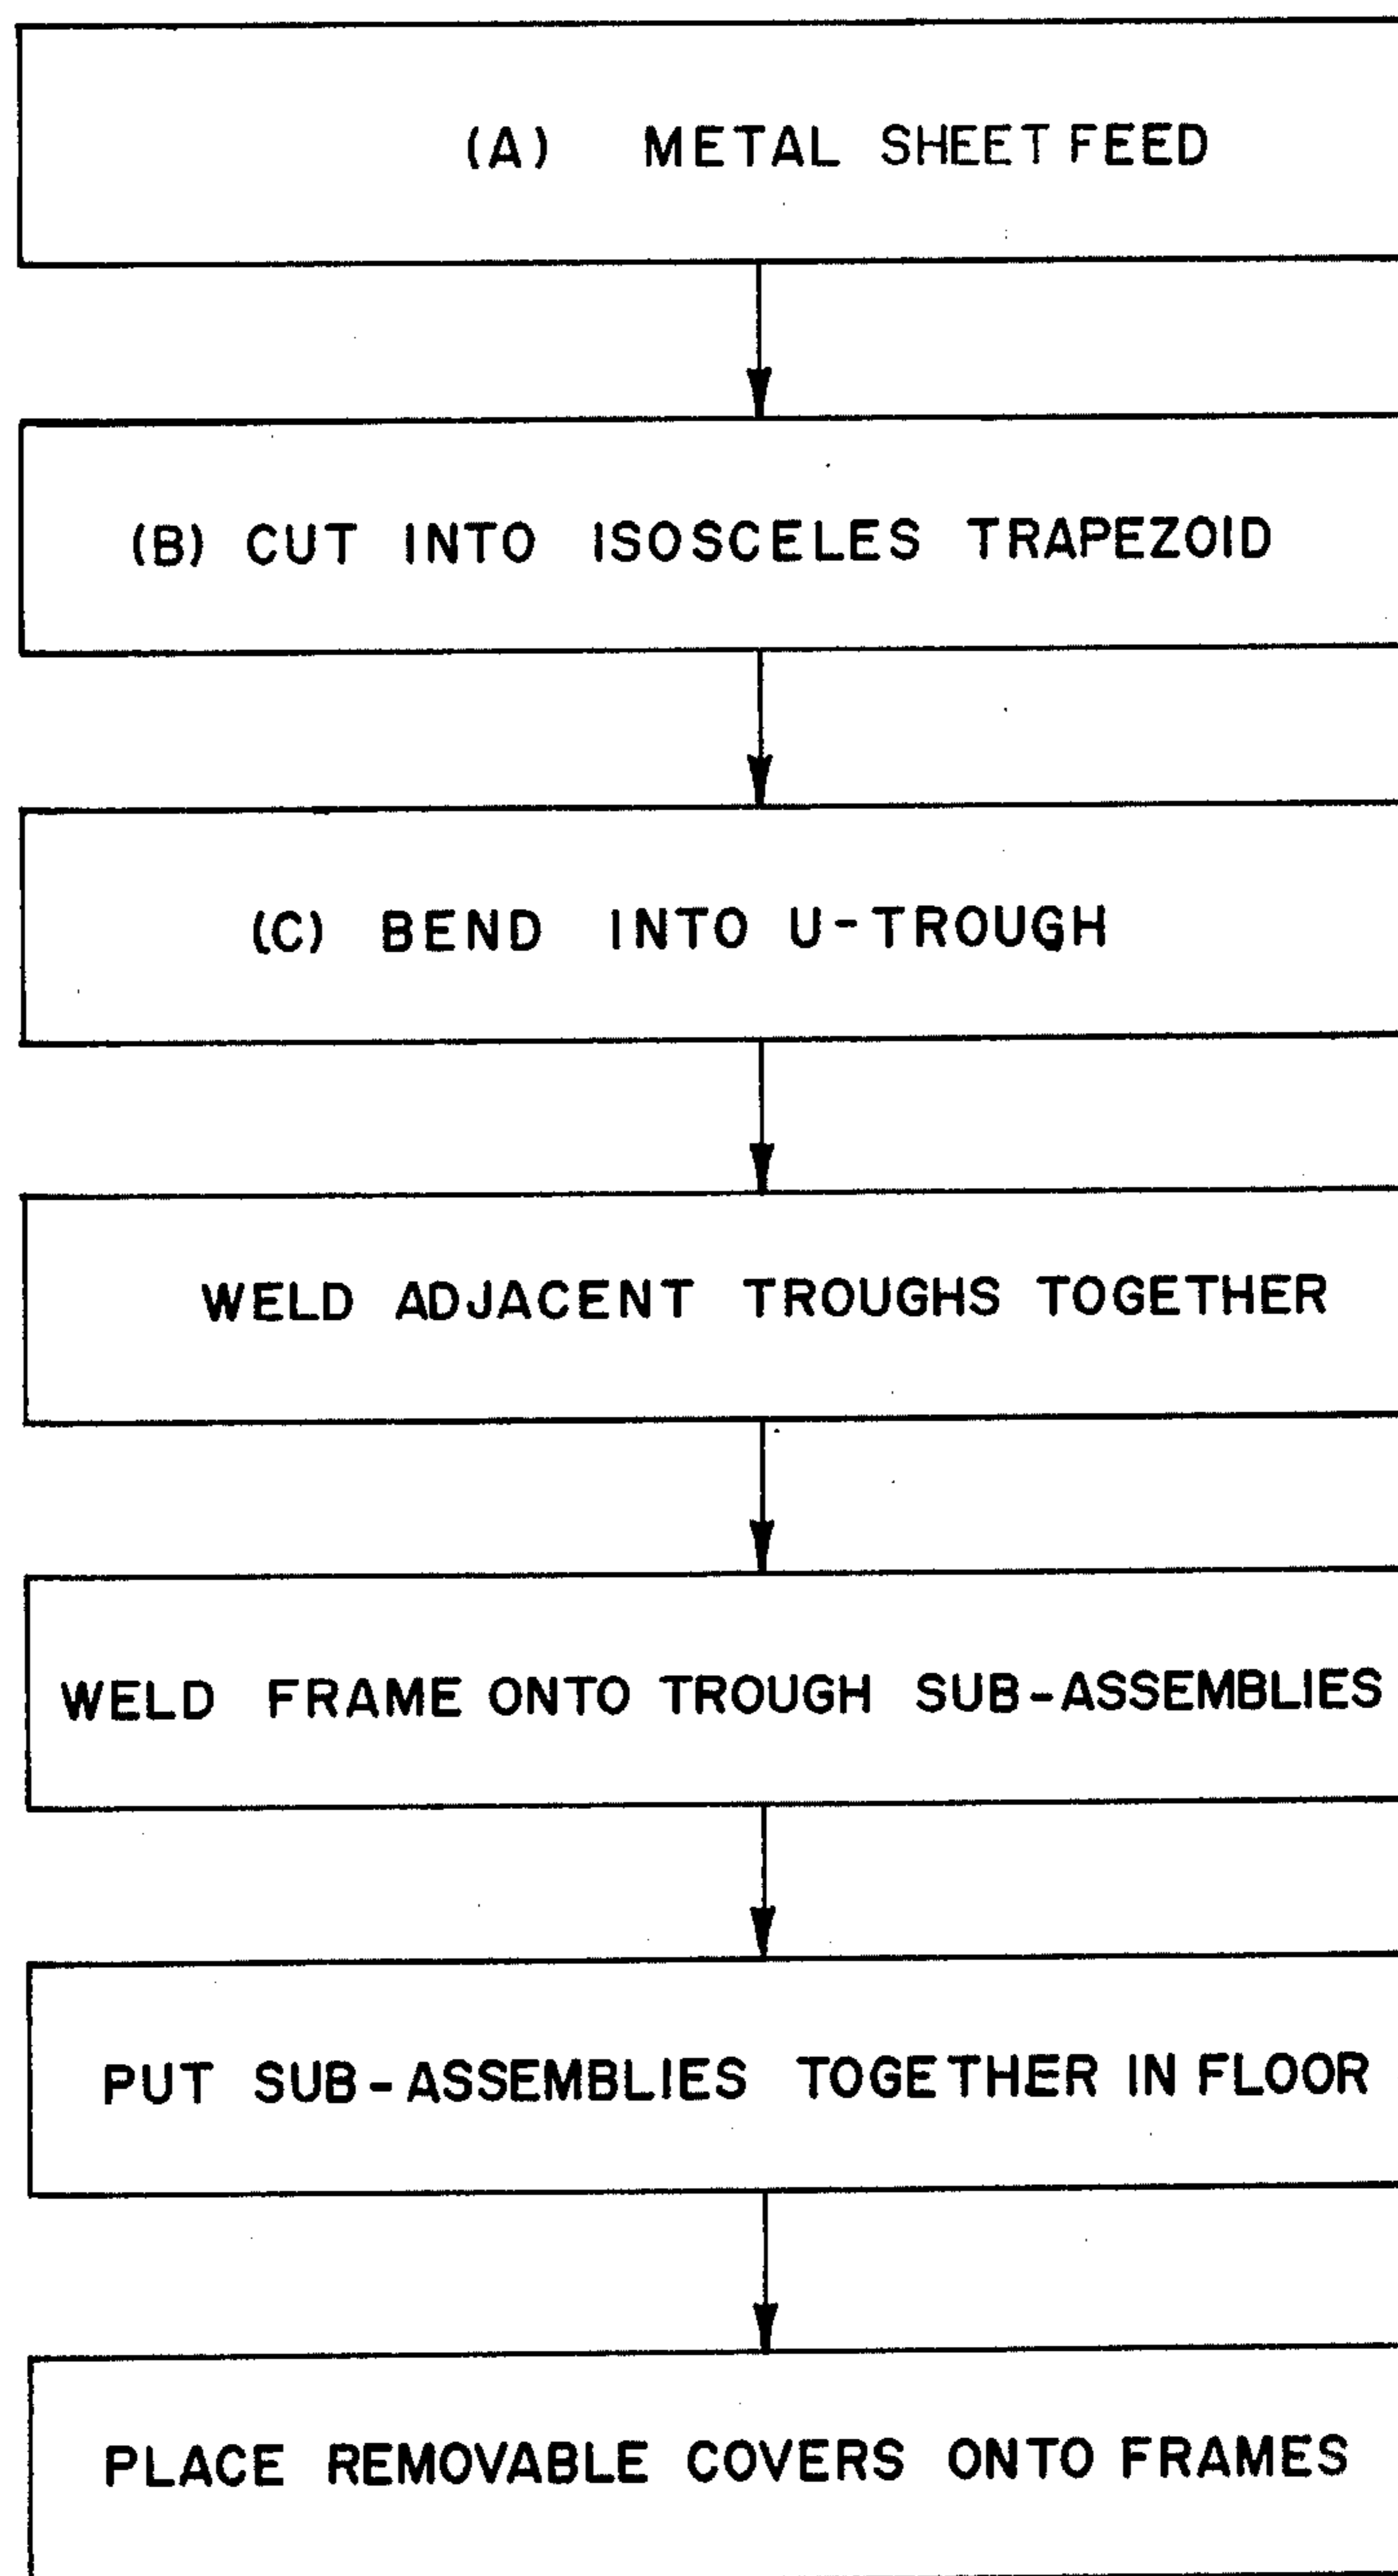 (A) METAL SHEET FEED
(B) CUT INTO ISOSCELES TRAPEZOID
(C) BEND INTO U-TROUGH
WELD ADJACENT TROUGHS TOGETHER
WELD FRAME ONTO TROUGH SUB-ASSEMBLIES
PUT SUB-ASSEMBLIES TOGETHER IN FLOOR
PLACE REMOVABLE COVERS ONTO FRAMES